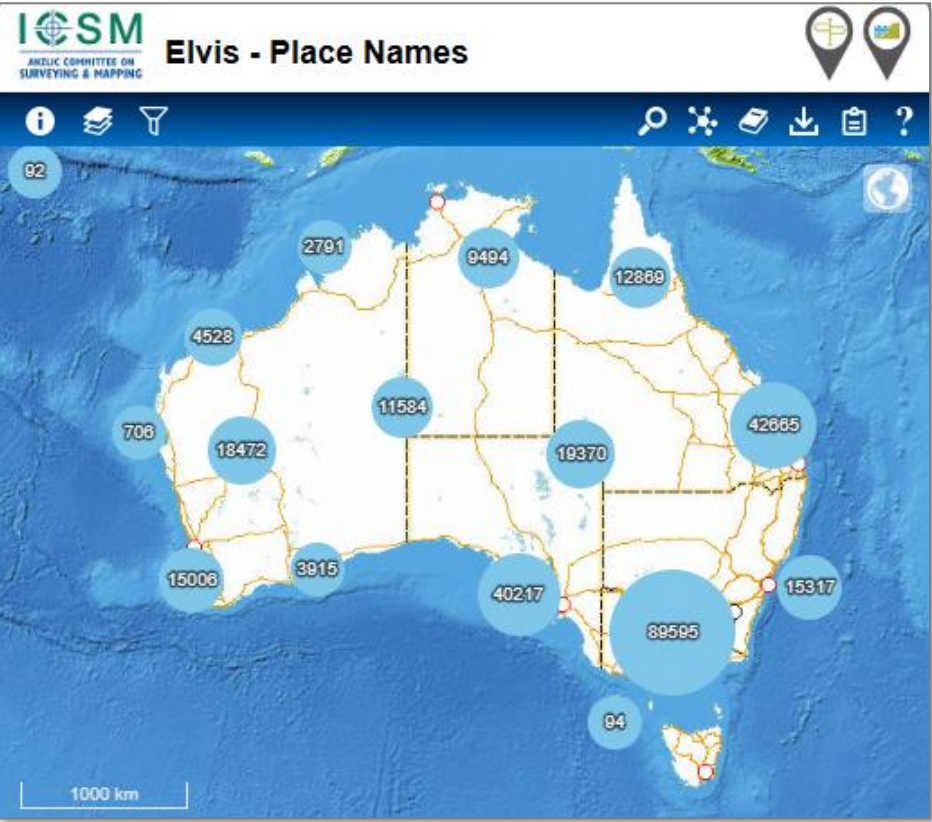 ICSM
ANZLIC COMMITTEE ON
SURVEYING & MAPPING
Elvis - Place Names
i
?
92
2791
9494
12869
4528
11584
42665
706
18472
19370
3915
15006
40217
15317
89595
94
1000 km